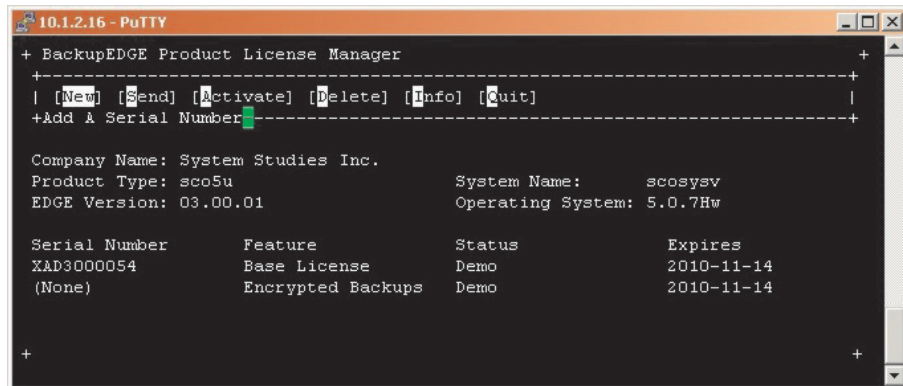 10.1.2.16 - PuTTY
+ BackupEDGE Product License Manager +
+----------------------------------------------------------------------------+
| [New] [Send] [Activate] [Delete] [Info] [Quit] |
+Add A Serial Number--------------------------------------------------------+
Company Name: System Studies Inc.
Product Type: sco5u System Name: scosysv
EDGE Version: 03.00.01 Operating System: 5.0.7Hw
Serial Number Feature Status Expires
XAD3000054 Base License Demo 2010-11-14
(None) Encrypted Backups Demo 2010-11-14
+ +